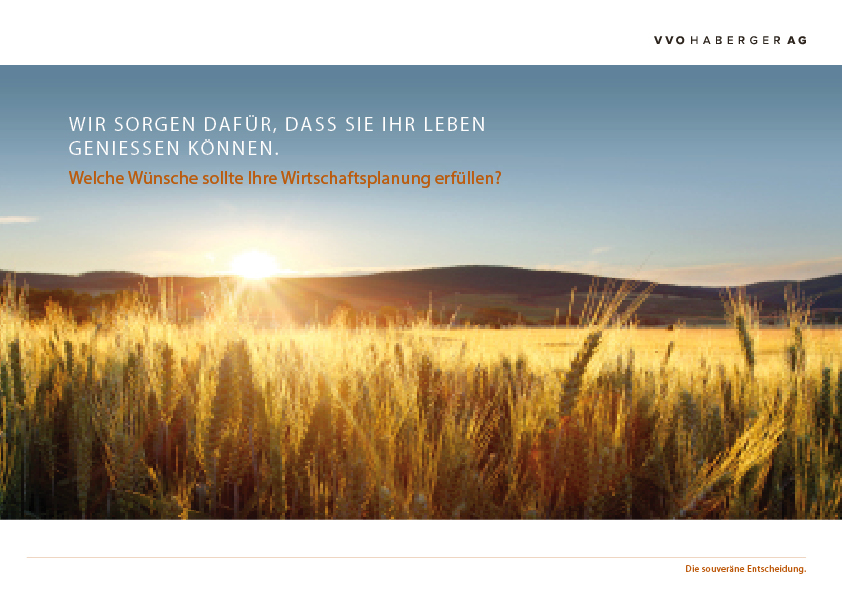 VVO HABERGER AG
WIR SORGEN DAFÜR, DASS SIE IHR LEBEN
GENIESSEN KÖNNEN.
Welche Wünsche sollte Ihre Wirtschaftsplanung erfüllen?
Die souveräne Entscheidung.